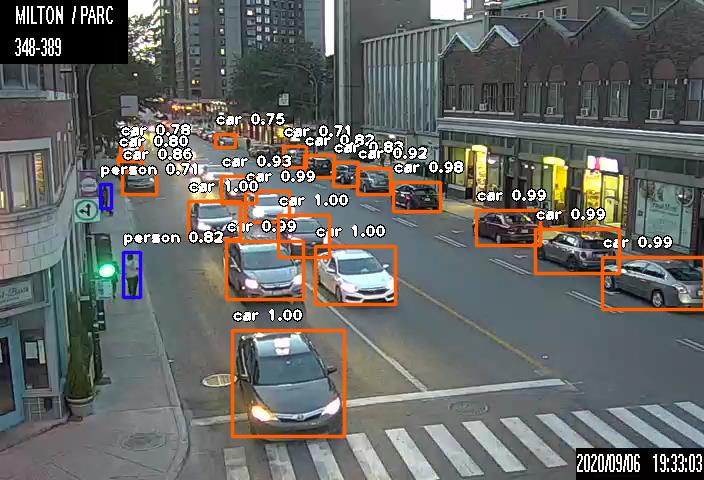 MILTON / PARC
348-389
car 0.75
car 0.78
car 0.80
car 0.86
person 0.71
car 0.71
car 0.82
car 0.83
car 0.92
car 0.98
car 0.93
car 0.99
car 1.00
car 1.00
car 0.99
car 1.00
car 0.99
car 0.99
car 0.99
person 0.82
car 1.00
2020/09/06 19:33:03